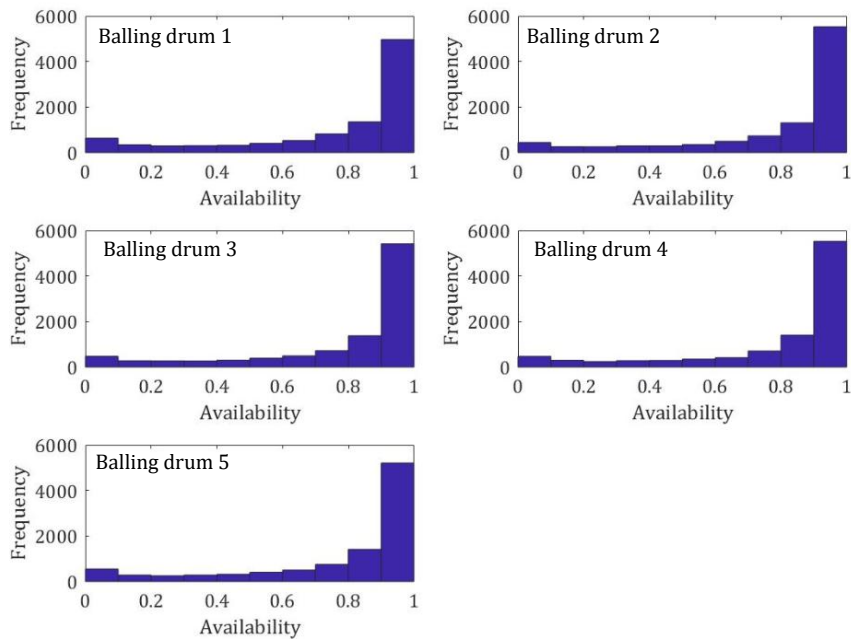 Balling drum 1
Frequency
6000
4000
2000
0
0 0.2 0.4 0.6 0.8 1
Availability
Balling drum 2
Frequency
6000
4000
2000
0
0 0.2 0.4 0.6 0.8 1
Availability
Balling drum 3
Frequency
6000
4000
2000
0
0 0.2 0.4 0.6 0.8 1
Availability
Balling drum 4
Frequency
6000
4000
2000
0
0 0.2 0.4 0.6 0.8 1
Availability
Balling drum 5
Frequency
6000
4000
2000
0
0 0.2 0.4 0.6 0.8 1
Availability